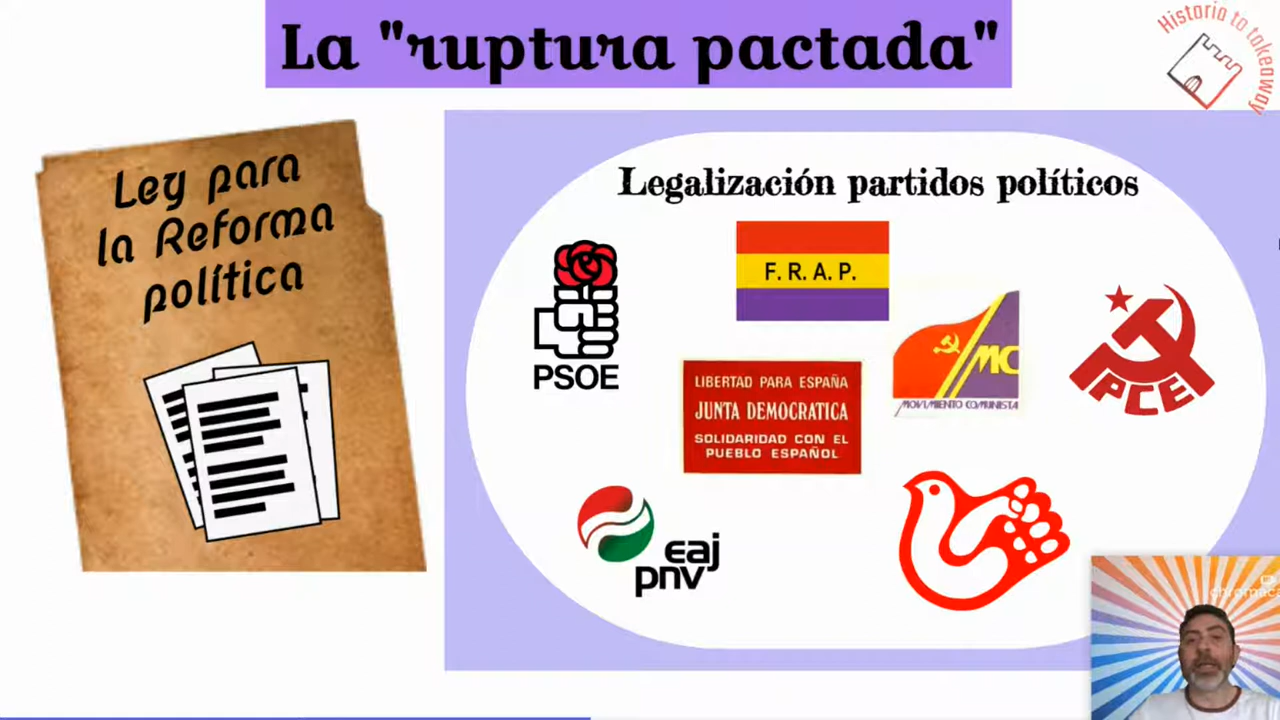 La "ruptura pactada"
Historia to takeaway
Ley para
la Reforma
política
Legalización partidos políticos
PSOE
F. R. A. P.
LIBERTAD PARA ESPAÑA
JUNTA DEMOCRATICA
SOLIDARIDAD CON EL
PUEBLO ESPAÑOL
MC
MOVIMIENTO COMUNISTA
PCE
eaj
pnv